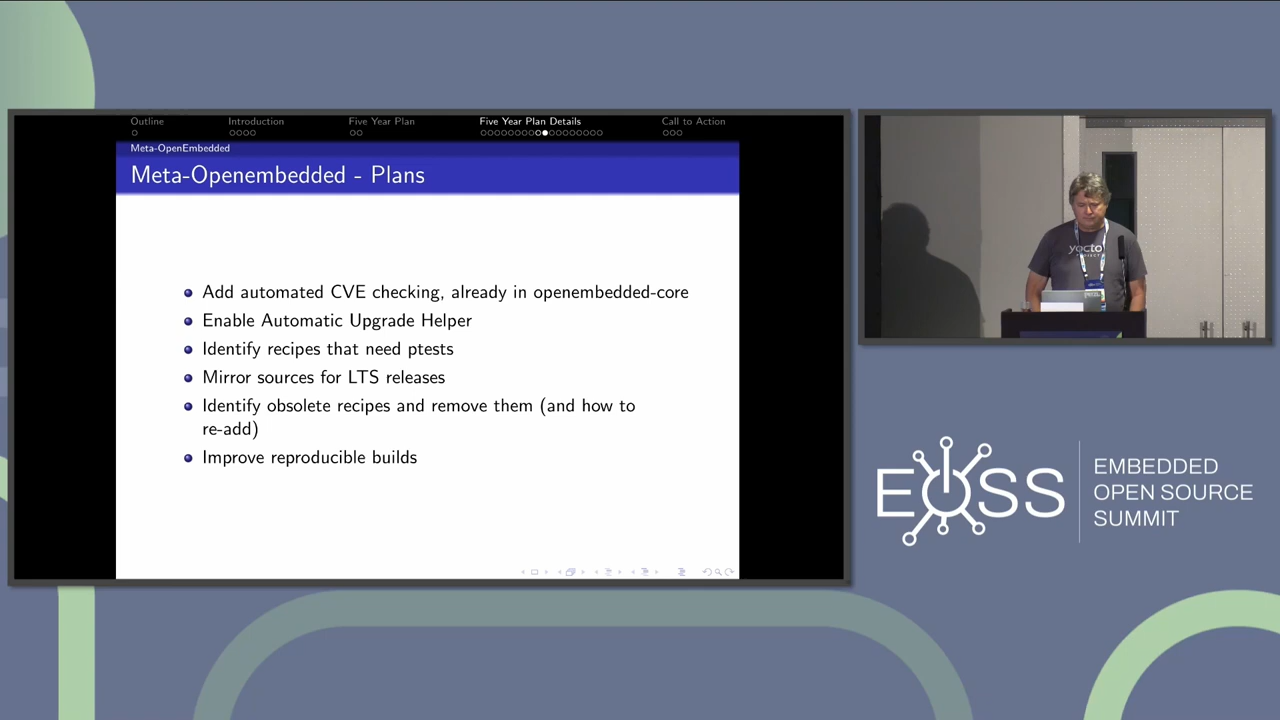 Outline
Introduction
Five Year Plan
Five Year Plan Details
Call to Action
Meta-OpenEmbedded
Meta-Openembedded - Plans
Add automated CVE checking, already in openembedded-core
Enable Automatic Upgrade Helper
Identify recipes that need ptests
Mirror sources for LTS releases
Identify obsolete recipes and remove them (and how to
re-add)
Improve reproducible builds
yocto
EOSS
EMBEDDED
OPEN SOURCE
SUMMIT